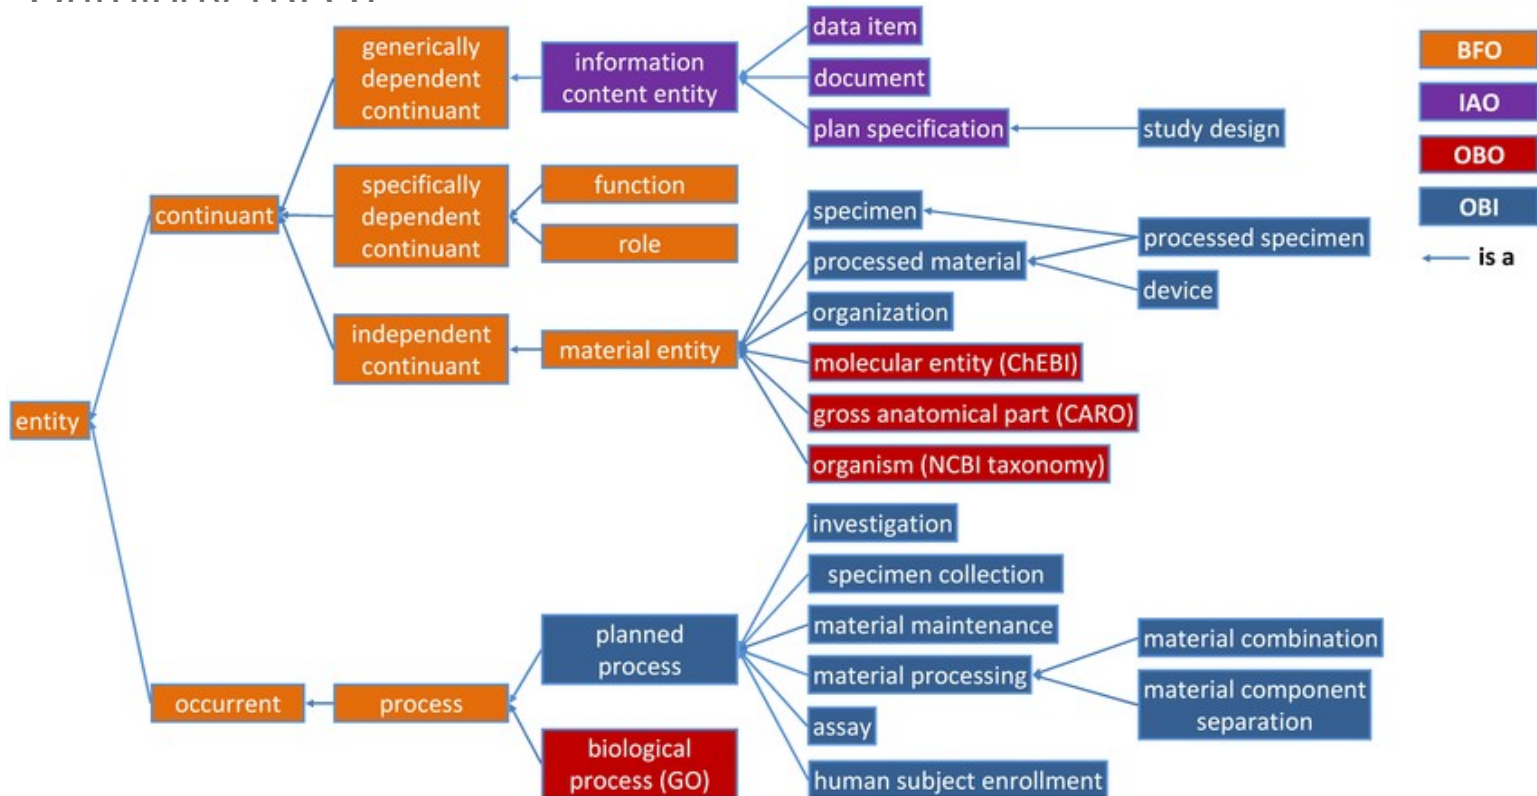 generically
dependent
continuant
information
content entity
data item
document
plan specification
study design
BFO
IAO
OBO
OBI
is a
continuant
specifically
dependent
continuant
function
role
specimen
processed material
organization
processed specimen
device
independent
continuant
material entity
molecular entity (ChEBI)
gross anatomical part (CARO)
organism (NCBI taxonomy)
entity
investigation
specimen collection
material maintenance
material processing
assay
human subject enrollment
material combination
material component
separation
planned
process
occurrent
process
biological
process (GO)